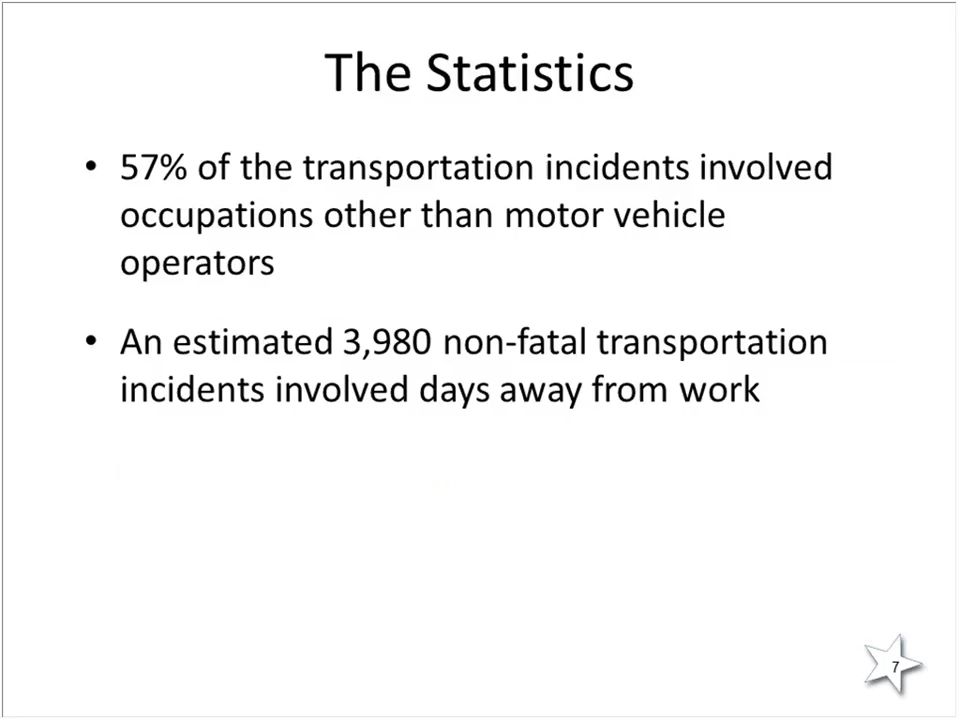 The Statistics
• 57% of the transportation incidents involved
occupations other than motor vehicle
operators
• An estimated 3,980 non-fatal transportation
incidents involved days away from work
7